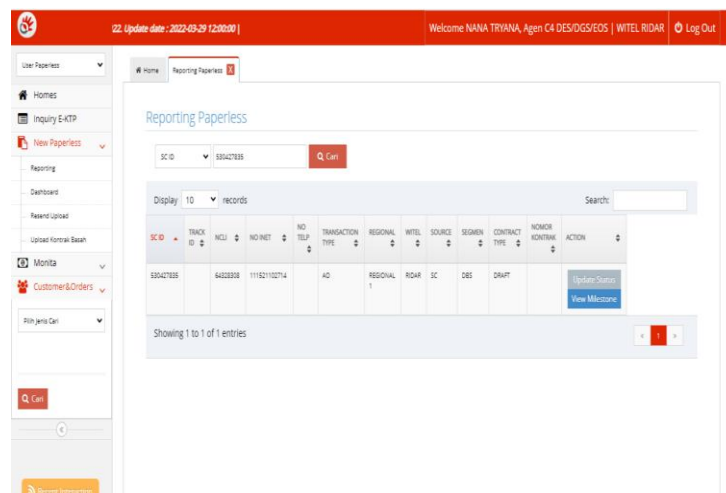 022. Update date : 2022-03-29 12:00:00 |
Welcome NANA TRYANA, Agen C4 DES/DGS/EOS | WITEL RIDAR
Log Out
User Paperless
Home
Reporting Paperless X
Homes
Inquiry E-KTP
New Paperless
Reporting
Dashboard
Resend Upload
Upload Kontrak Basah
Monita
Customer&Orders
Pilih Jenis Cari
Cari
Recent Interaction
Reporting Paperless
SC ID 530427835 Cari
Display 10 records Search:
SC ID TRACK ID NCLI NO INET NO TELP TRANSACTION TYPE REGIONAL WITEL SOURCE SEGMEN CONTRACT TYPE NOMOR KONTRAK ACTION
530427835 64328308 111521102714 AO REGIONAL 1 RIDAR SC DBS DRAFT Update Status
View Milestone
Showing 1 to 1 of 1 entries
« 1 »